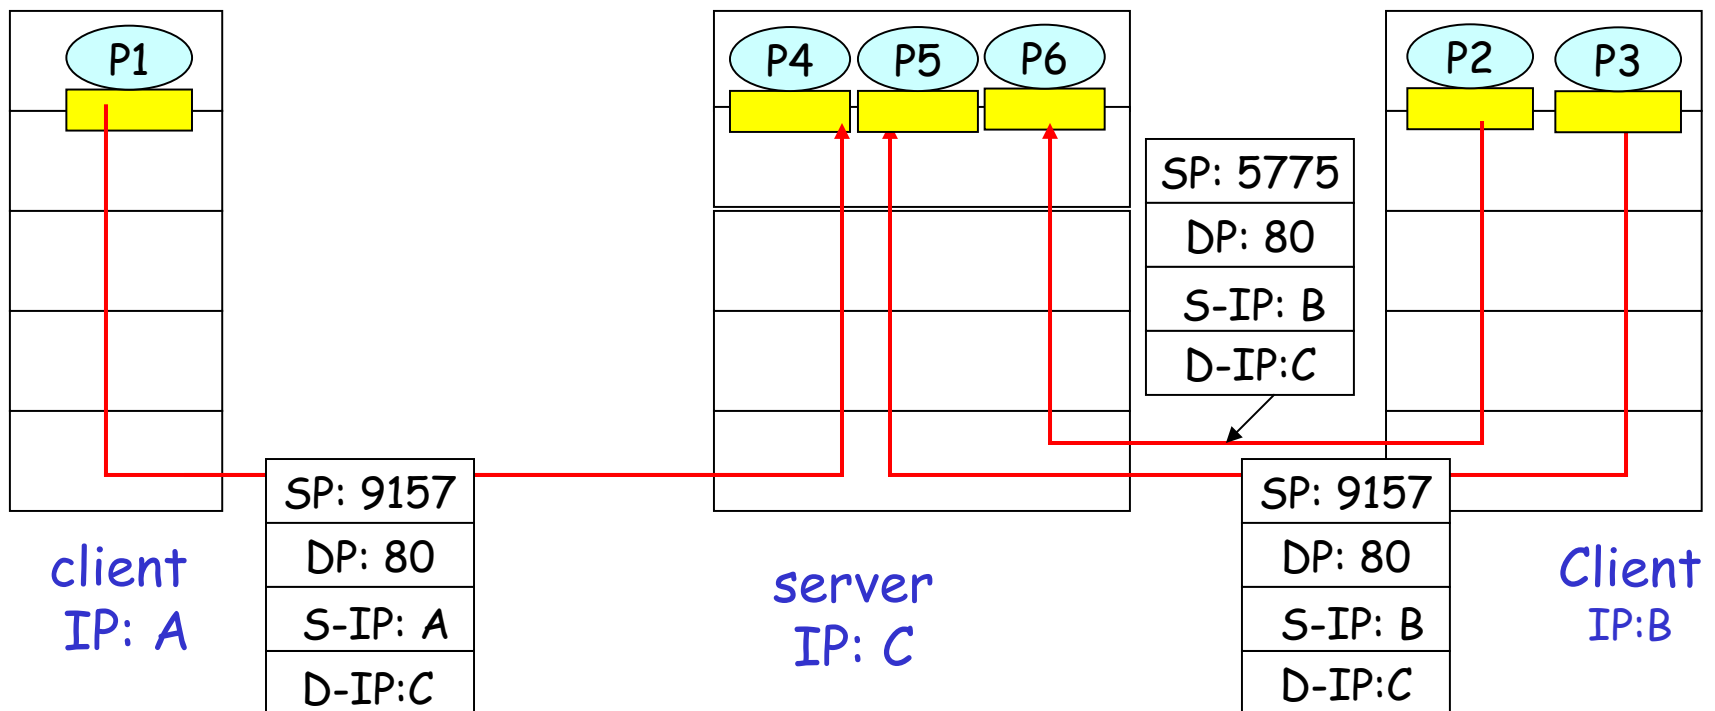 P1
P4
P5
P6
P2
P3
SP: 5775
DP: 80
S-IP: B
D-IP:C
SP: 9157
DP: 80
S-IP: A
D-IP:C
SP: 9157
DP: 80
S-IP: B
D-IP:C
client
IP: A
server
IP: C
Client
IP:B